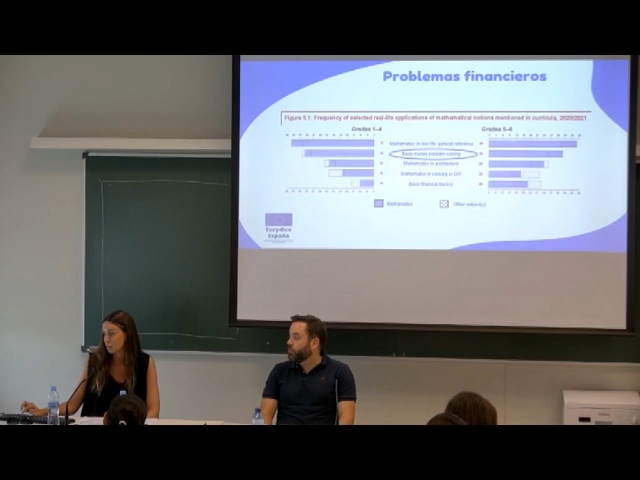 Problemas financieros
Figure 5.1: Frequency of selected real-life applications of mathematical notions mentioned in curricula, 2020/2021
Grades 1–4 Grades 5–8
Mathematics in real-life: general reference
Basic money problem-solving
Mathematics in architecture
Mathematics in cooking or DIY
Basic financial literacy
Mathematics Other subject(s)
Eurydice
España